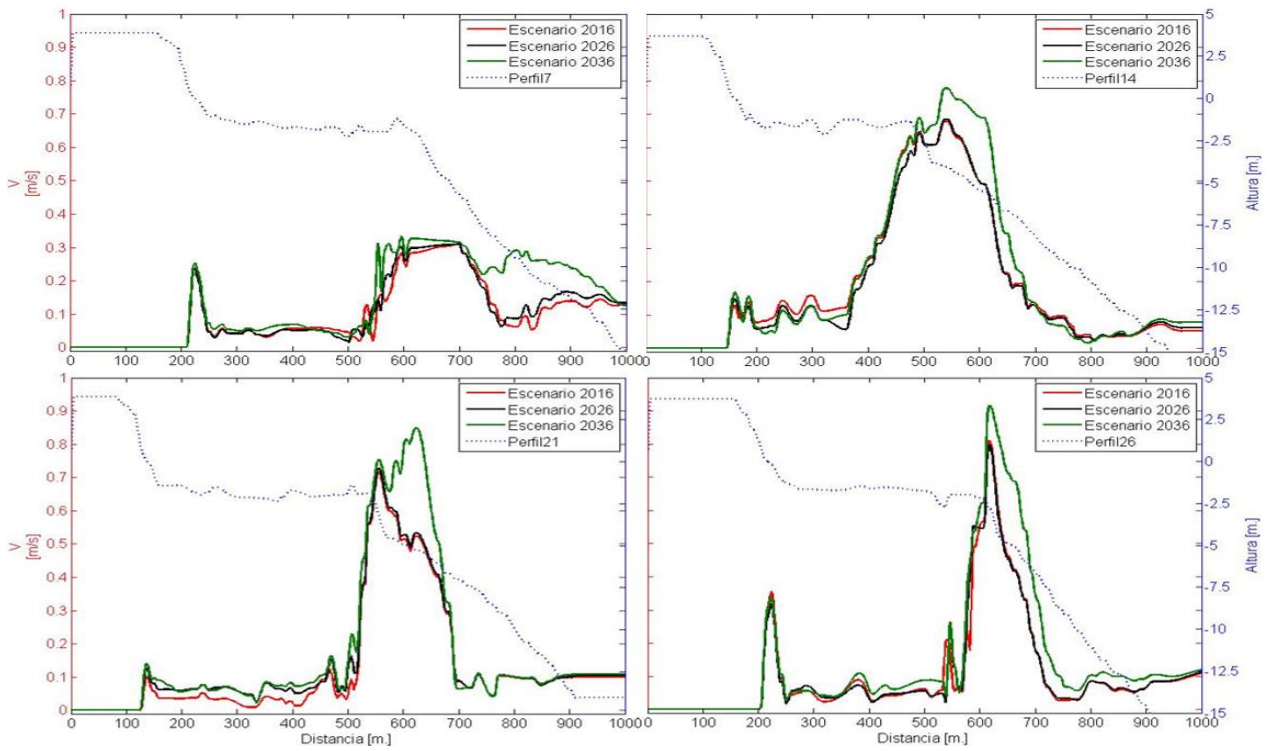 1
0.9
0.8
0.7
0.6
0.5
0.4
0.3
0.2
0.1
0
V
[m/s]
Escenario 2016
Escenario 2026
Escenario 2036
Perfil7
0 100 200 300 400 500 600 700 800 900 1000
Escenario 2016
Escenario 2026
Escenario 2036
Perfil14
5
2.5
0
-2.5
-5
-7.5
-10
-12.5
-15
Altura [m.]
0 100 200 300 400 500 600 700 800 900 1000
1
0.9
0.8
0.7
0.6
0.5
0.4
0.3
0.2
0.1
0
V
[m/s]
Escenario 2016
Escenario 2026
Escenario 2036
Perfil21
0 100 200 300 400 500 600 700 800 900 1000
Distancia [m.]
Escenario 2016
Escenario 2026
Escenario 2036
Perfil26
5
2.5
0
-2.5
-5
-7.5
-10
-12.5
-15
Altura [m.]
0 100 200 300 400 500 600 700 800 900 1000
Distancia [m.]